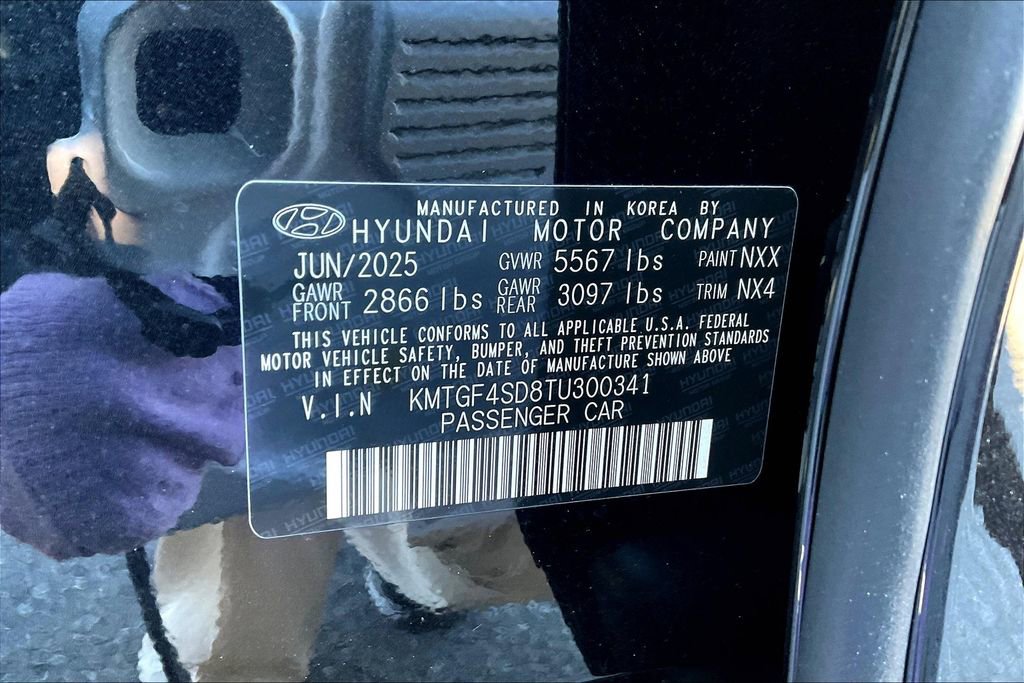 MANUFACTURED IN KOREA BY
HYUNDAI MOTOR COMPANY
JUN/2025 GVWR 5567 lbs PAINT NXX
GAWR FRONT 2866 lbs GAWR REAR 3097 lbs TRIM NX4
THIS VEHICLE CONFORMS TO ALL APPLICABLE U.S.A. FEDERAL
MOTOR VEHICLE SAFETY, BUMPER, AND THEFT PREVENTION STANDARDS
IN EFFECT ON THE DATE OF MANUFACTURE SHOWN ABOVE
V.I.N KMTGF4SD8TU300341
PASSENGER CAR